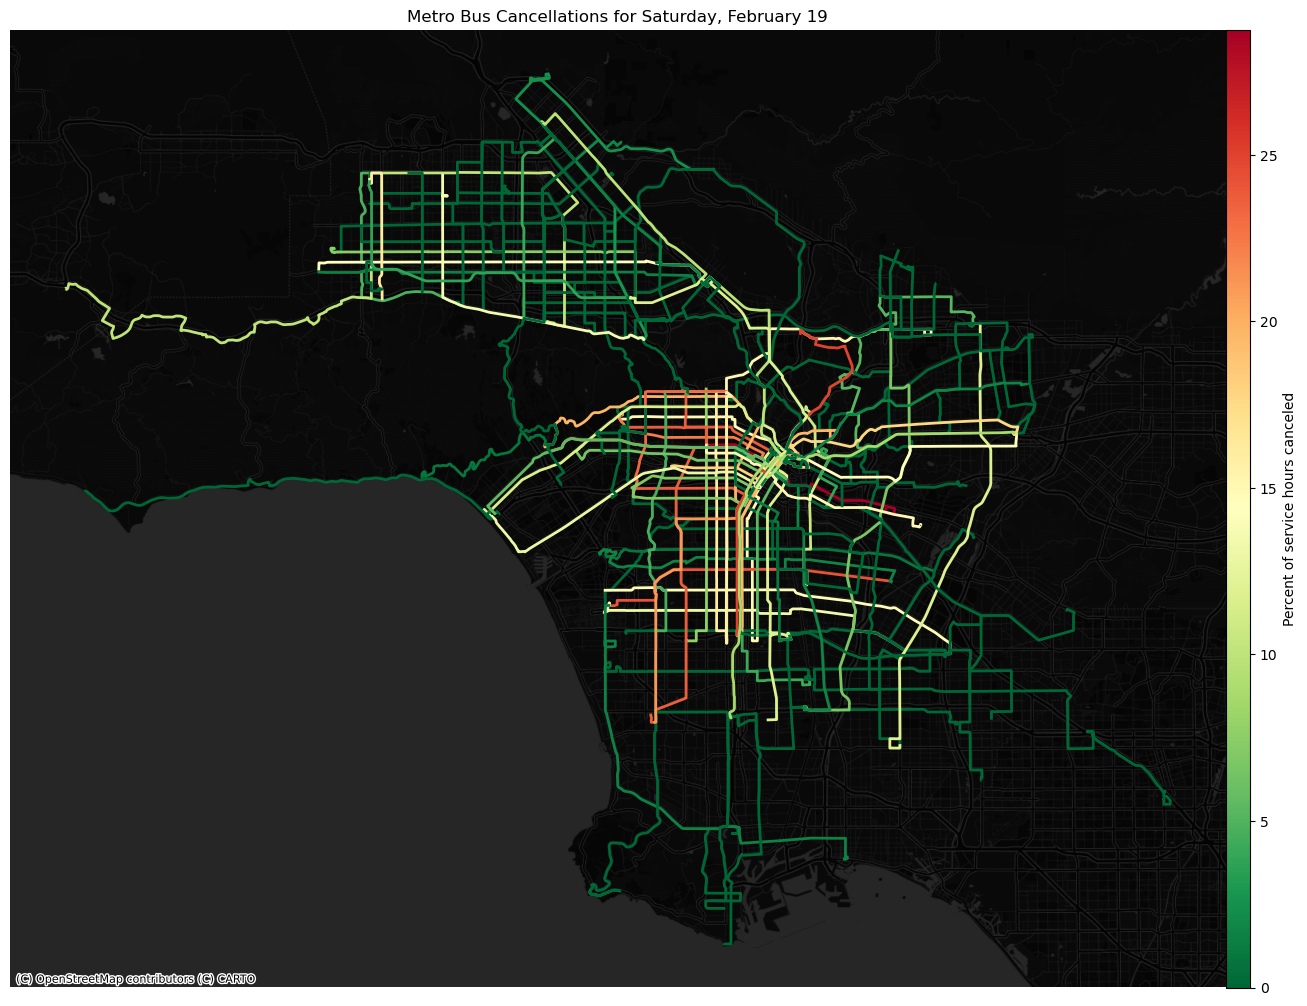 Metro Bus Cancellations for Saturday, February 19
25
20
15
10
5
0
Percent of service hours canceled
(C) OpenStreetMap contributors (C) CARTO